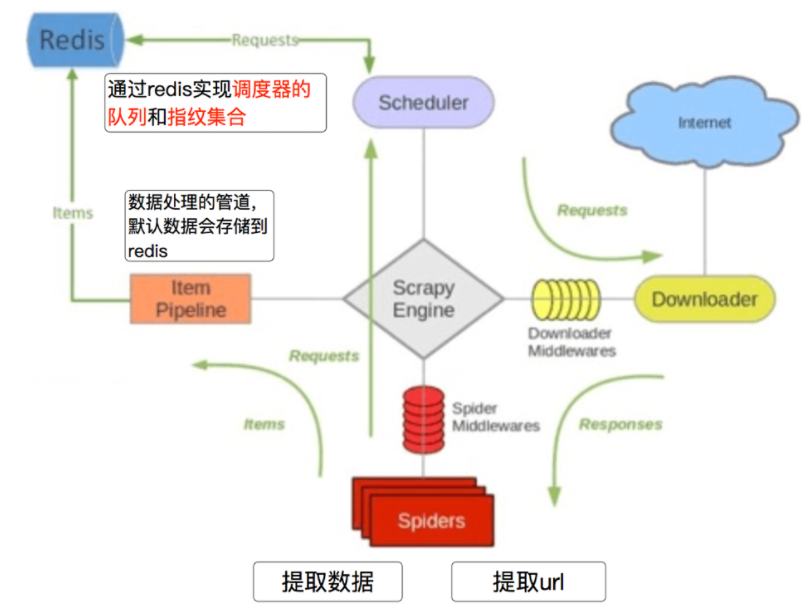 Redis
Requests
通过redis实现调度器的
队列和指纹集合
Scheduler
Internet
数据处理的管道，
默认数据会存储到
redis
Items
Requests
Item
Pipeline
Scrapy
Engine
Downloader
Downloader
Middlewares
Requests
Items
Spider
Middlewares
Responses
Spiders
提取数据
提取url